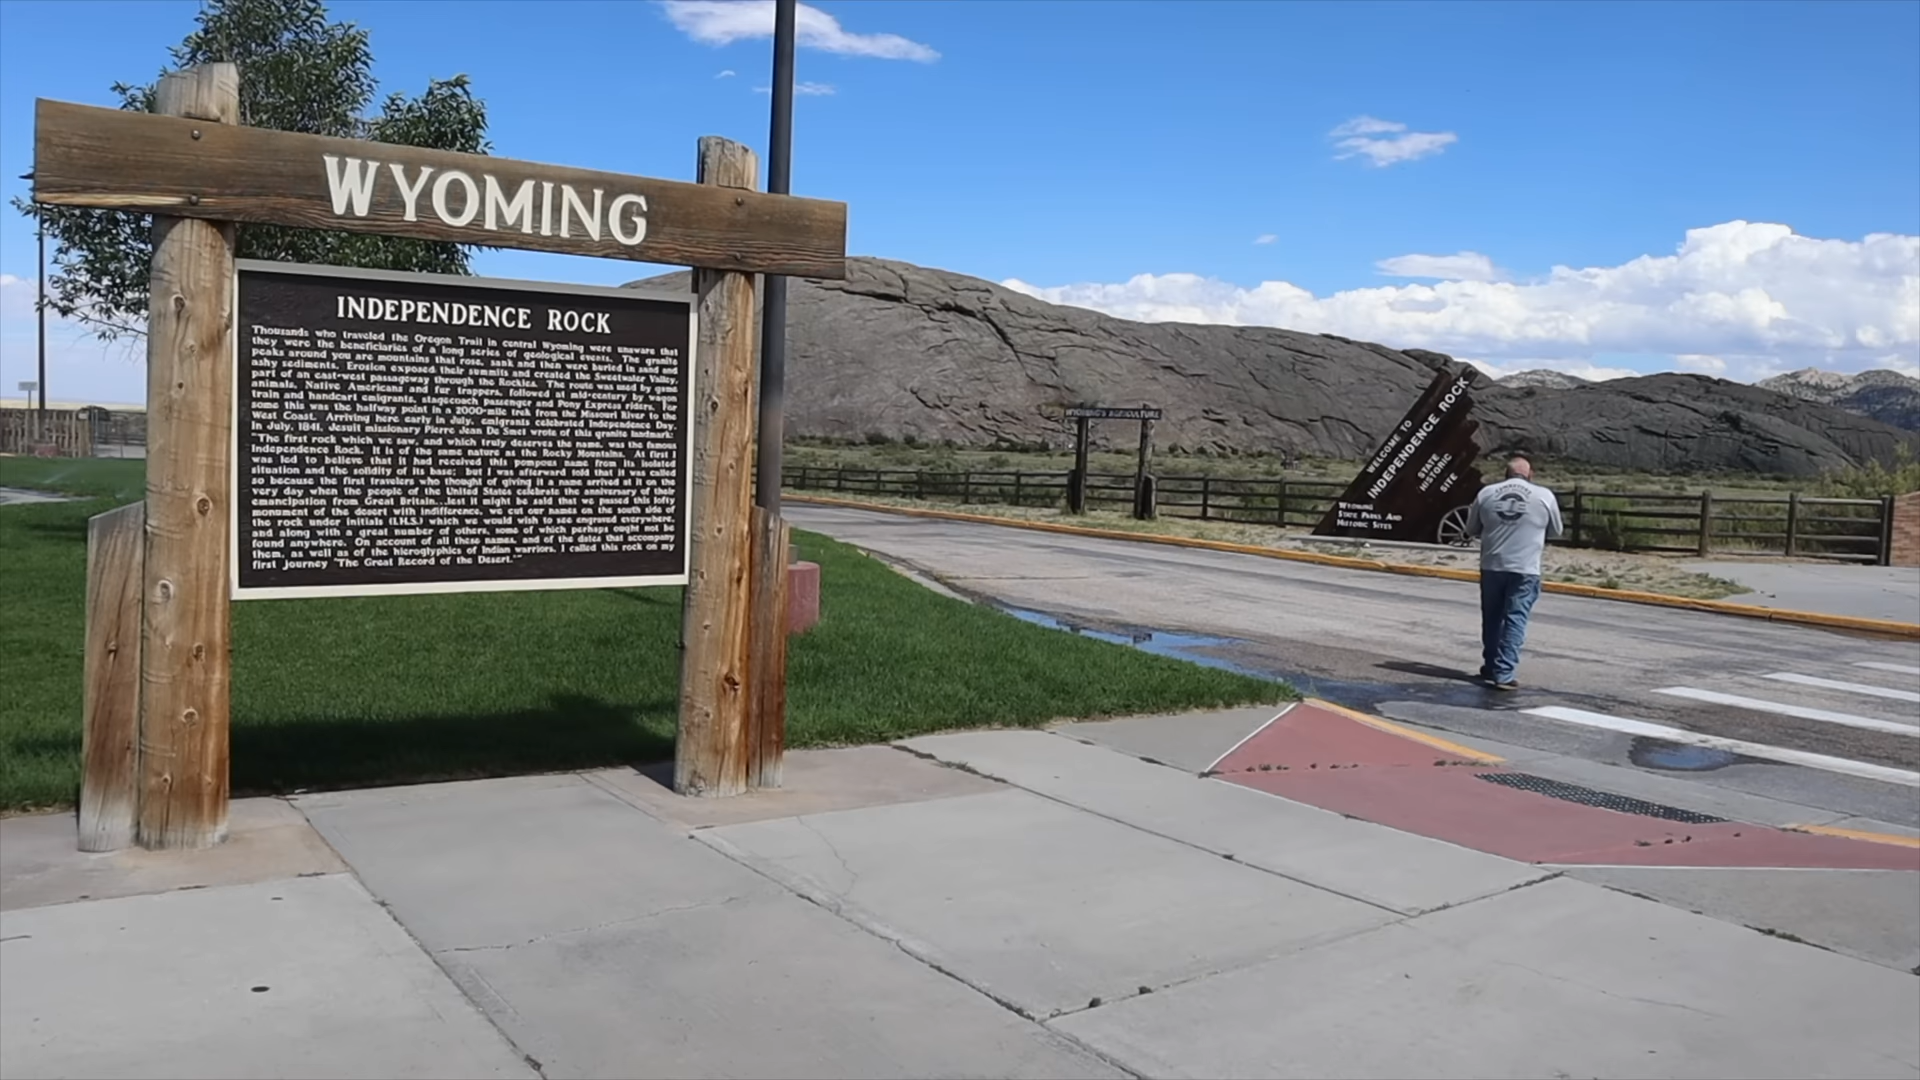 WYOMING
INDEPENDENCE ROCK
Thousands who traveled the Oregon Trail in central Wyoming were unaware that
they were the beneficiaries of a long series of geological events. The granite
peaks around you are mountains that rose, sank and then were buried in sand and
ashy sediments. Erosion exposed their summits and created the Sweetwater Valley,
part of an east-west passageway through the Rockies. The route was used by game
animals, Native Americans and fur trappers, followed at mid-century by wagon
train and handcart emigrants, stagecoach passenger and Pony Express riders. For
some this was the halfway point in a 2000-mile trek from the Missouri River to the
West Coast. Arriving here early in July, emigrants celebrated Independence Day.
In July, 1841, Jesuit missionary Pierre Jean De Smet wrote of this granite landmark:
"The first rock which we saw, and which truly deserves the name, was the famous
Independence Rock. It is of the same nature as the Rocky Mountains. At first I
was led to believe that it had received this pompous name from its isolated
situation and the solidity of its base; but I was afterward told that it was called
so because the first travelers who thought of giving it a name arrived at it on the
very day when the people of the United States celebrate the anniversary of their
emancipation from Great Britain...lest it might be said that we passed this lofty
monument of the desert with indifference, we cut our names on the south side of
the rock under initials (I.H.S.) which we would wish to see engraved everywhere,
and along with a great number of others, some of which perhaps ought not be
found anywhere. On account of all these names, and of the dates that accompany
them, as well as of the hieroglyphics of Indian warriors, I called this rock on my
first journey "The Great Record of the Desert.""
WYOMING'S AGRICULTURE
WELCOME TO
INDEPENDENCE ROCK
STATE
HISTORIC
SITE
WYOMING
STATE PARKS AND
HISTORIC SITES